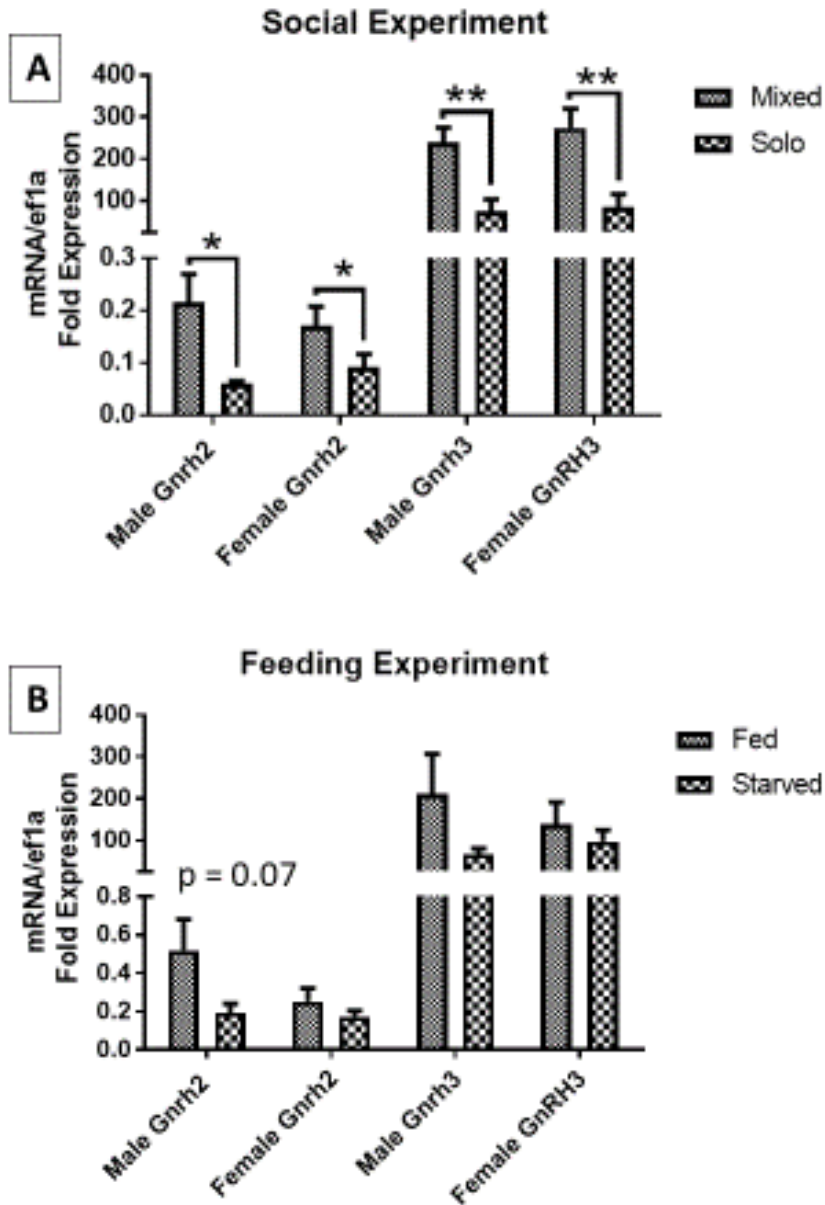 Social Experiment
A
400
300
200
100
0.3
0.2
0.1
0.0
mRNA/ef1a
Fold Expression
*
*
**
**
Mixed
Solo
Male Gnrh2
Female Gnrh2
Male Gnrh3
Female GnRH3
Feeding Experiment
B
400
300
200
100
0.8
0.6
0.4
0.2
0.0
mRNA/ef1a
Fold Expression
p = 0.07
Fed
Starved
Male Gnrh2
Female Gnrh2
Male Gnrh3
Female GnRH3